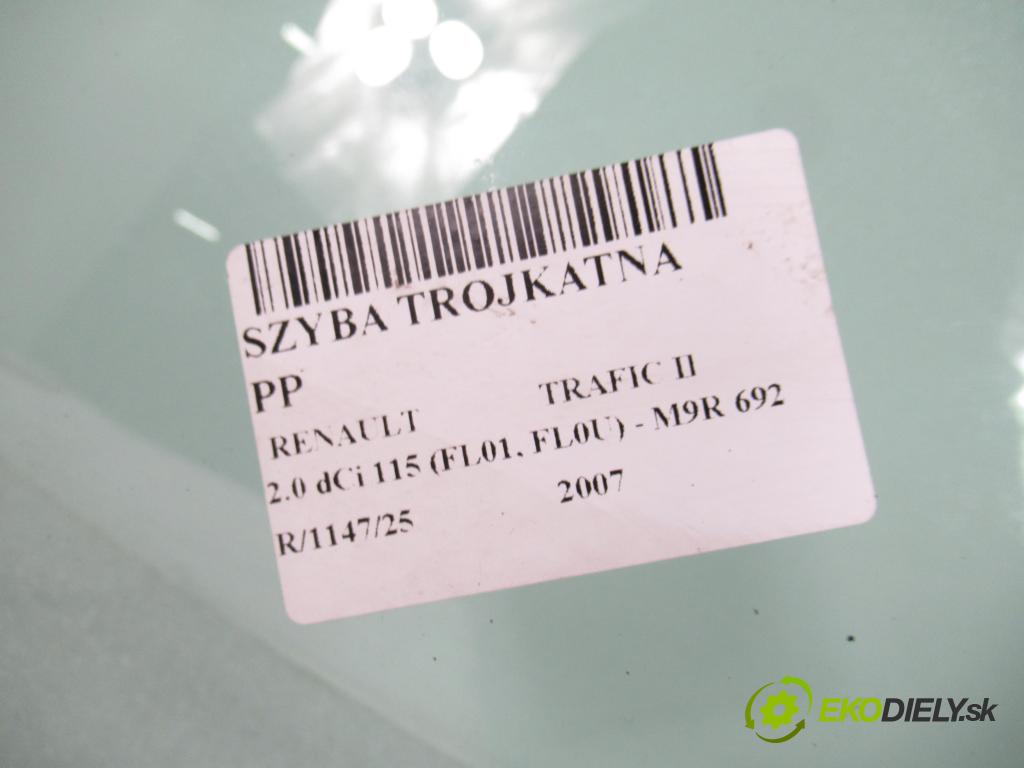 SZYBA TROJKATNA
PP
RENAULT TRAFIC II
2.0 dCi 115 (FL01, FL0U) - M9R 692
R/1147/25 2007
EKODIELY.sk